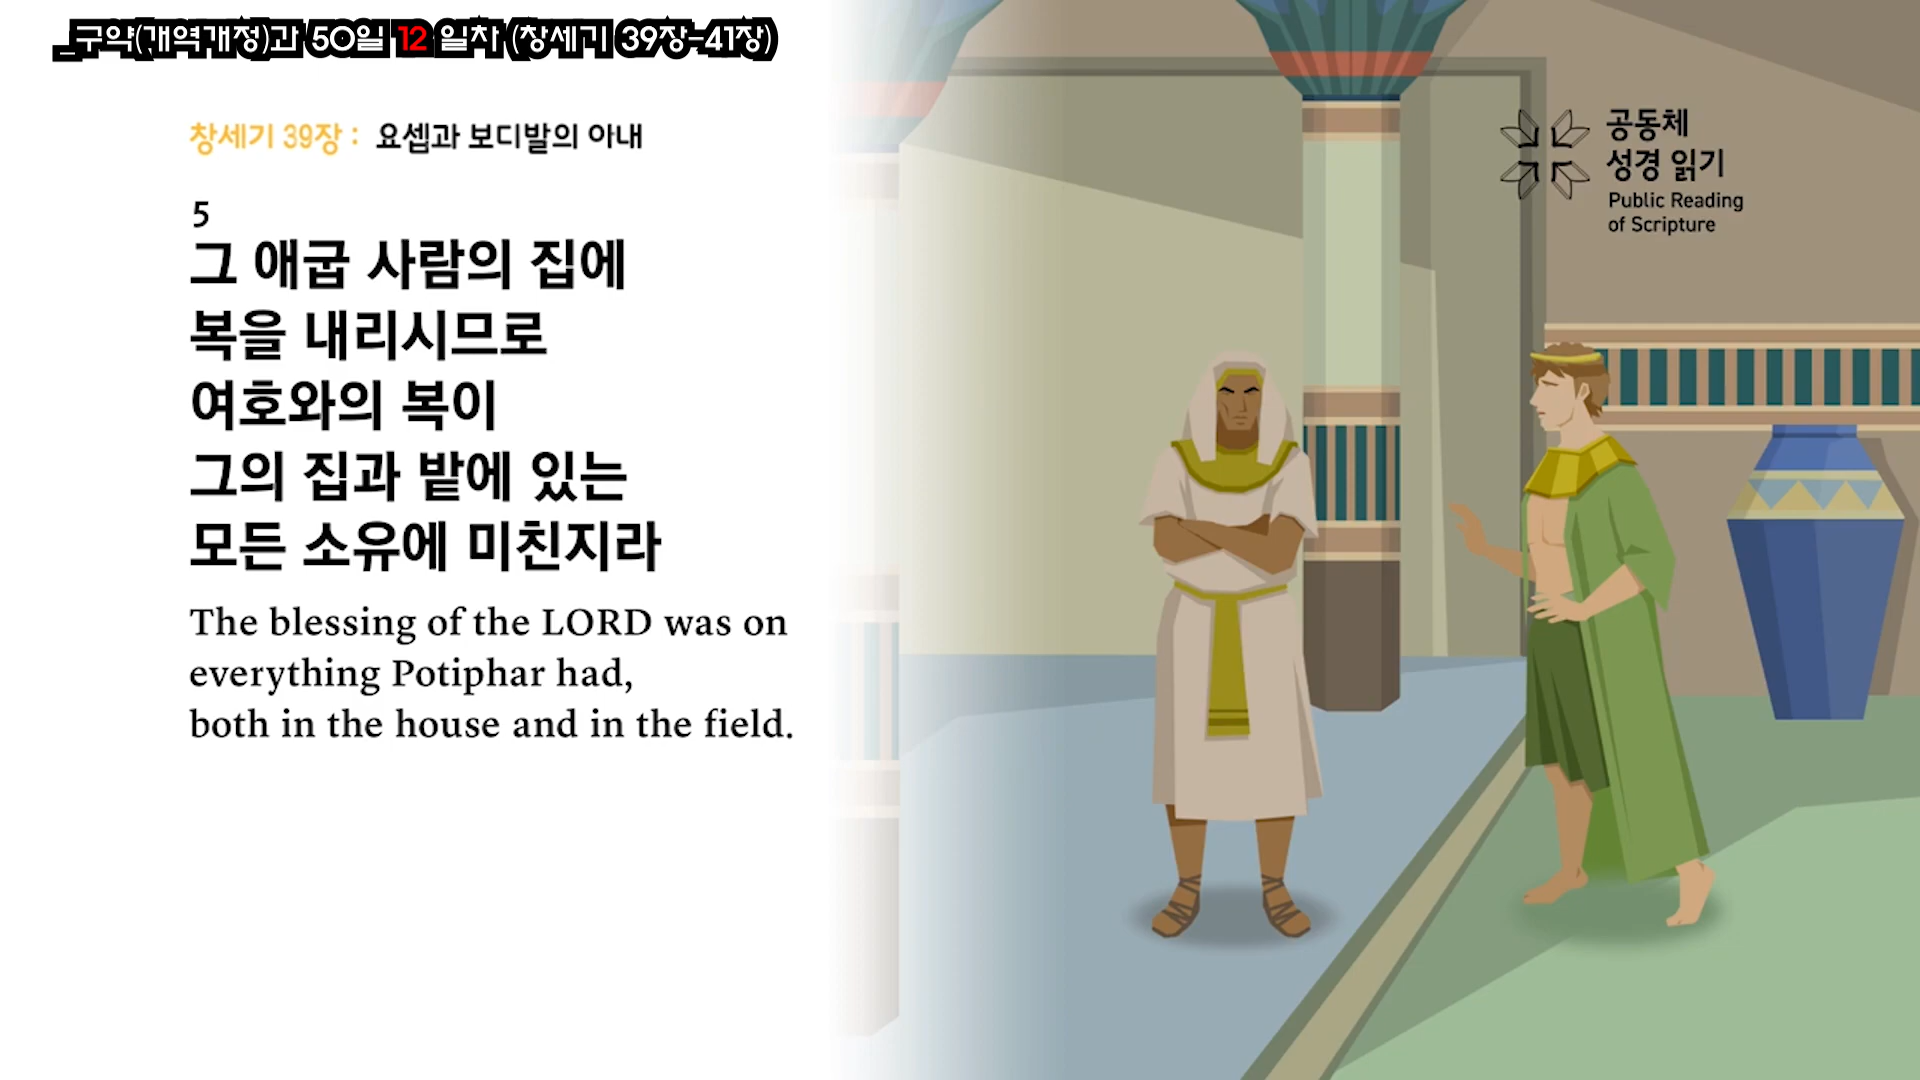 _구약(개역개정)과 50일 12 일차 (창세기 39장-41장)
창세기 39장 : 요셉과 보디발의 아내
5
그 애굽 사람의 집에
복을 내리시므로
여호와의 복이
그의 집과 밭에 있는
모든 소유에 미친지라
The blessing of the LORD was on
everything Potiphar had,
both in the house and in the field.
공동체
성경 읽기
Public Reading
of Scripture